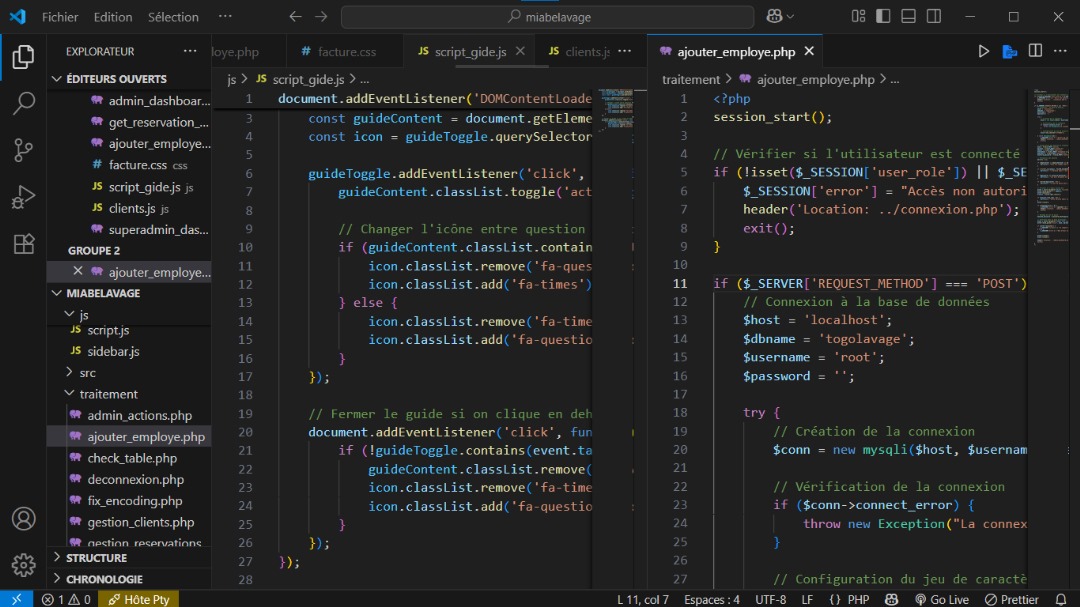 Fichier Edition Sélection ··· miabelavage
EXPLORATEUR ···
ÉDITEURS OUVERTS
admin_dashboar...
get_reservation_...
ajouter_employe...
# facture.css css
JS script_gide.js js
JS clients.js js
superadmin_das...
GROUPE 2
ajouter_employe...
MIABELAVAGE
js
JS script.js
JS sidebar.js
src
traitement
admin_actions.php
ajouter_employe.php
check_table.php
deconnexion.php
fix_encoding.php
gestion_clients.php
gestion_reservations
STRUCTURE
CHRONOLOGIE
loye.php # facture.css JS script_gide.js JS clients.js ···
js > JS script_gide.js > ...
1 document.addEventListener('DOMContentLoade
3 const guideContent = document.getEleme
4 const icon = guideToggle.querySelector
5
6 guideToggle.addEventListener('click',
7 guideContent.classList.toggle('act
8
9 // Changer l'icône entre question
10 if (guideContent.classList.contain
11 icon.classList.remove('fa-ques
12 icon.classList.add('fa-times')
13 } else {
14 icon.classList.remove('fa-time
15 icon.classList.add('fa-questio
16 }
17 });
18
19 // Fermer le guide si on clique en deh
20 document.addEventListener('click', fun
21 if (!guideToggle.contains(event.ta
22 guideContent.classList.remove(
23 icon.classList.remove('fa-time
24 icon.classList.add('fa-questio
25 }
26 });
27 });
28
ajouter_employe.php
traitement > ajouter_employe.php > ...
1 <?php
2 session_start();
3
4 // Vérifier si l'utilisateur est connecté
5 if (!isset($_SESSION['user_role']) || $_SE
6 $_SESSION['error'] = "Accès non autori
7 header('Location: ../connexion.php');
8 exit();
9 }
10
11 if ($_SERVER['REQUEST_METHOD'] === 'POST')
12 // Connexion à la base de données
13 $host = 'localhost';
14 $dbname = 'togolavage';
15 $username = 'root';
16 $password = '';
17
18 try {
19 // Création de la connexion
20 $conn = new mysqli($host, $usernam
21
22 // Vérification de la connexion
23 if ($conn->connect_error) {
24 throw new Exception("La connex
25 }
26
27 // Configuration du jeu de caractè
1 0 Hôte Pty L 11, col 7 Espaces : 4 UTF-8 LF {} PHP Go Live Prettier